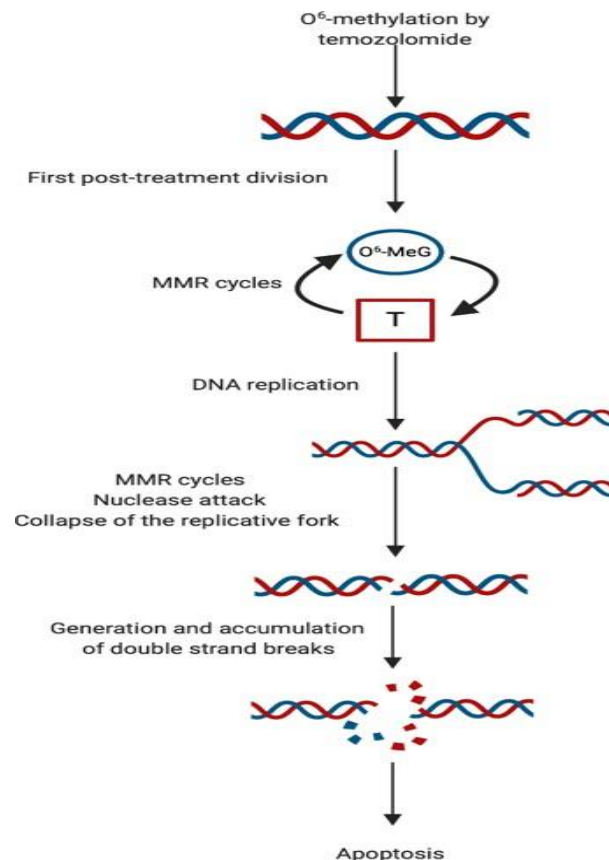 O⁶-methylation by
temozolomide
First post-treatment division
O⁶-MeG
MMR cycles
T
DNA replication
MMR cycles
Nuclease attack
Collapse of the replicative fork
Generation and accumulation
of double strand breaks
Apoptosis